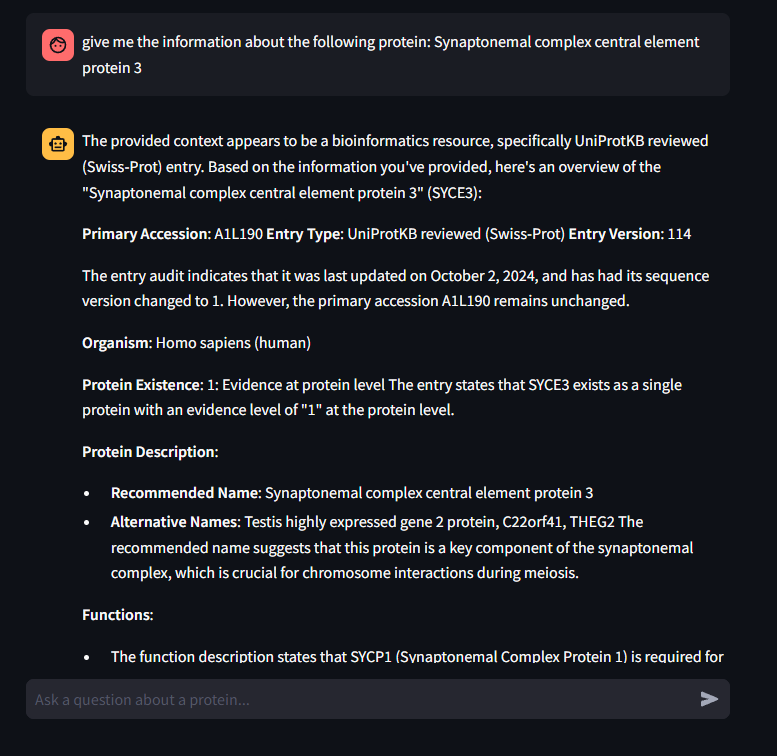 give me the information about the following protein: Synaptonemal complex central element
protein 3
The provided context appears to be a bioinformatics resource, specifically UniProtKB reviewed
(Swiss-Prot) entry. Based on the information you've provided, here's an overview of the
"Synaptonemal complex central element protein 3" (SYCE3):
Primary Accession: A1L190 Entry Type: UniProtKB reviewed (Swiss-Prot) Entry Version: 114
The entry audit indicates that it was last updated on October 2, 2024, and has had its sequence
version changed to 1. However, the primary accession A1L190 remains unchanged.
Organism: Homo sapiens (human)
Protein Existence: 1: Evidence at protein level The entry states that SYCE3 exists as a single
protein with an evidence level of "1" at the protein level.
Protein Description:
• Recommended Name: Synaptonemal complex central element protein 3
• Alternative Names: Testis highly expressed gene 2 protein, C22orf41, THEG2 The
recommended name suggests that this protein is a key component of the synaptonemal
complex, which is crucial for chromosome interactions during meiosis.
Functions:
• The function description states that SYCP1 (Synaptonemal Complex Protein 1) is required for
Ask a question about a protein...